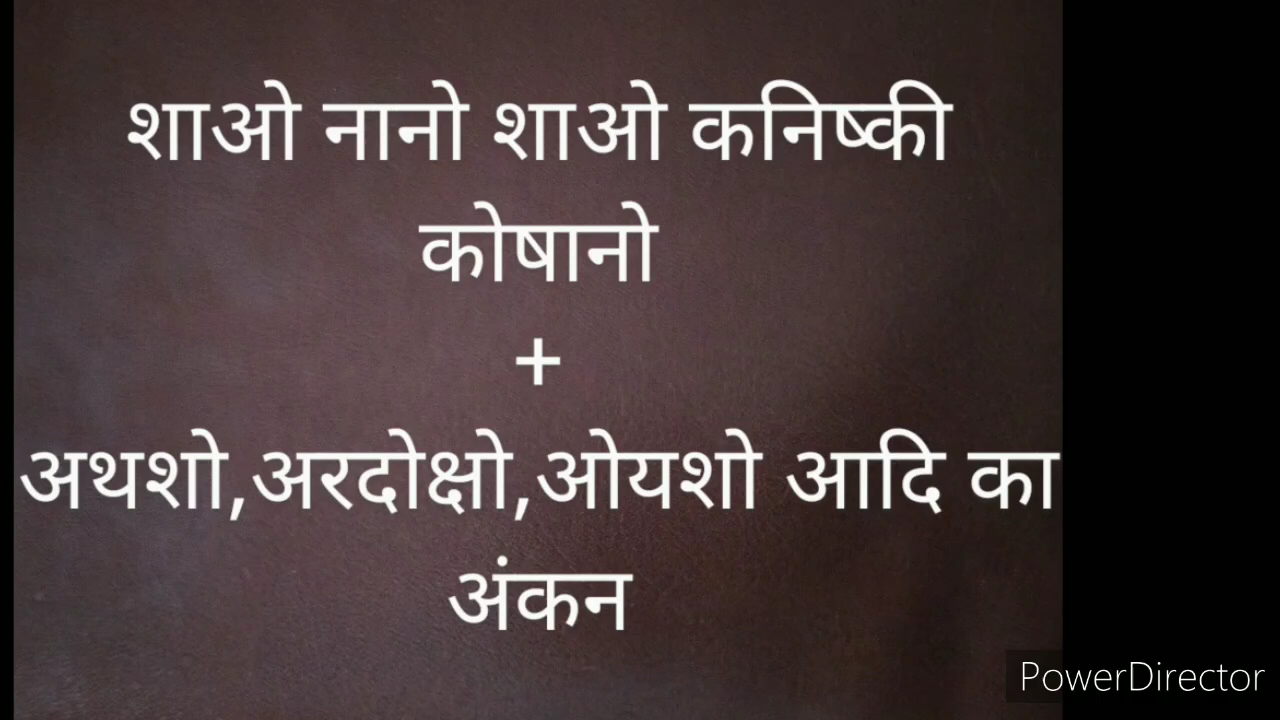 शाओ नानो शाओ कनिष्की
कोषानो
+
अथशो,अरदोक्षो,ओयशो आदि का
अंकन
PowerDirector